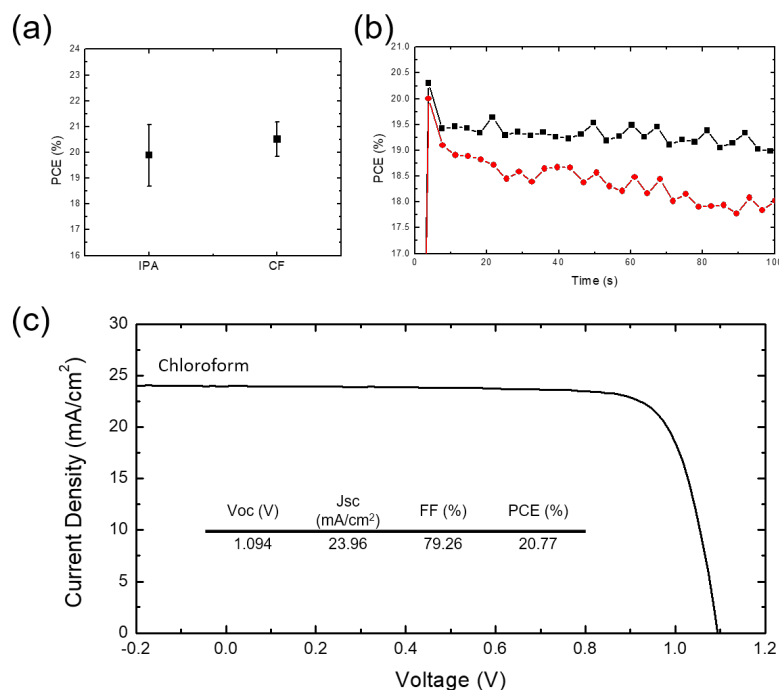 (a)
24
23
22
21
20
19
18
17
16
PCE (%)
IPA
CF
(b)
21.0
20.5
20.0
19.5
19.0
18.5
18.0
17.5
17.0
PCE (%)
0
20
40
60
80
100
Time (s)
(c)
30
25
20
15
10
5
0
Current Density (mA/cm²)
Chloroform
Voc (V) Jsc (mA/cm²) FF (%) PCE (%)
1.094 23.96 79.26 20.77
-0.2 0.0 0.2 0.4 0.6 0.8 1.0 1.2
Voltage (V)